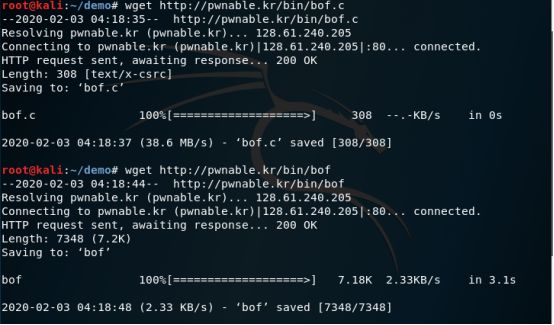 root@kali:~/demo# wget http://pwnable.kr/bin/bof.c
--2020-02-03 04:18:35--  http://pwnable.kr/bin/bof.c
Resolving pwnable.kr (pwnable.kr)... 128.61.240.205
Connecting to pwnable.kr (pwnable.kr)|128.61.240.205|:80... connected.
HTTP request sent, awaiting response... 200 OK
Length: 308 [text/x-csrc]
Saving to: ‘bof.c’
bof.c              100%[===================>]     308  --.-KB/s    in 0s
2020-02-03 04:18:37 (38.6 MB/s) - ‘bof.c’ saved [308/308]
root@kali:~/demo# wget http://pwnable.kr/bin/bof
--2020-02-03 04:18:44--  http://pwnable.kr/bin/bof
Resolving pwnable.kr (pwnable.kr)... 128.61.240.205
Connecting to pwnable.kr (pwnable.kr)|128.61.240.205|:80... connected.
HTTP request sent, awaiting response... 200 OK
Length: 7348 (7.2K)
Saving to: ‘bof’
bof                100%[===================>]   7.18K  2.33KB/s    in 3.1s
2020-02-03 04:18:48 (2.33 KB/s) - ‘bof’ saved [7348/7348]